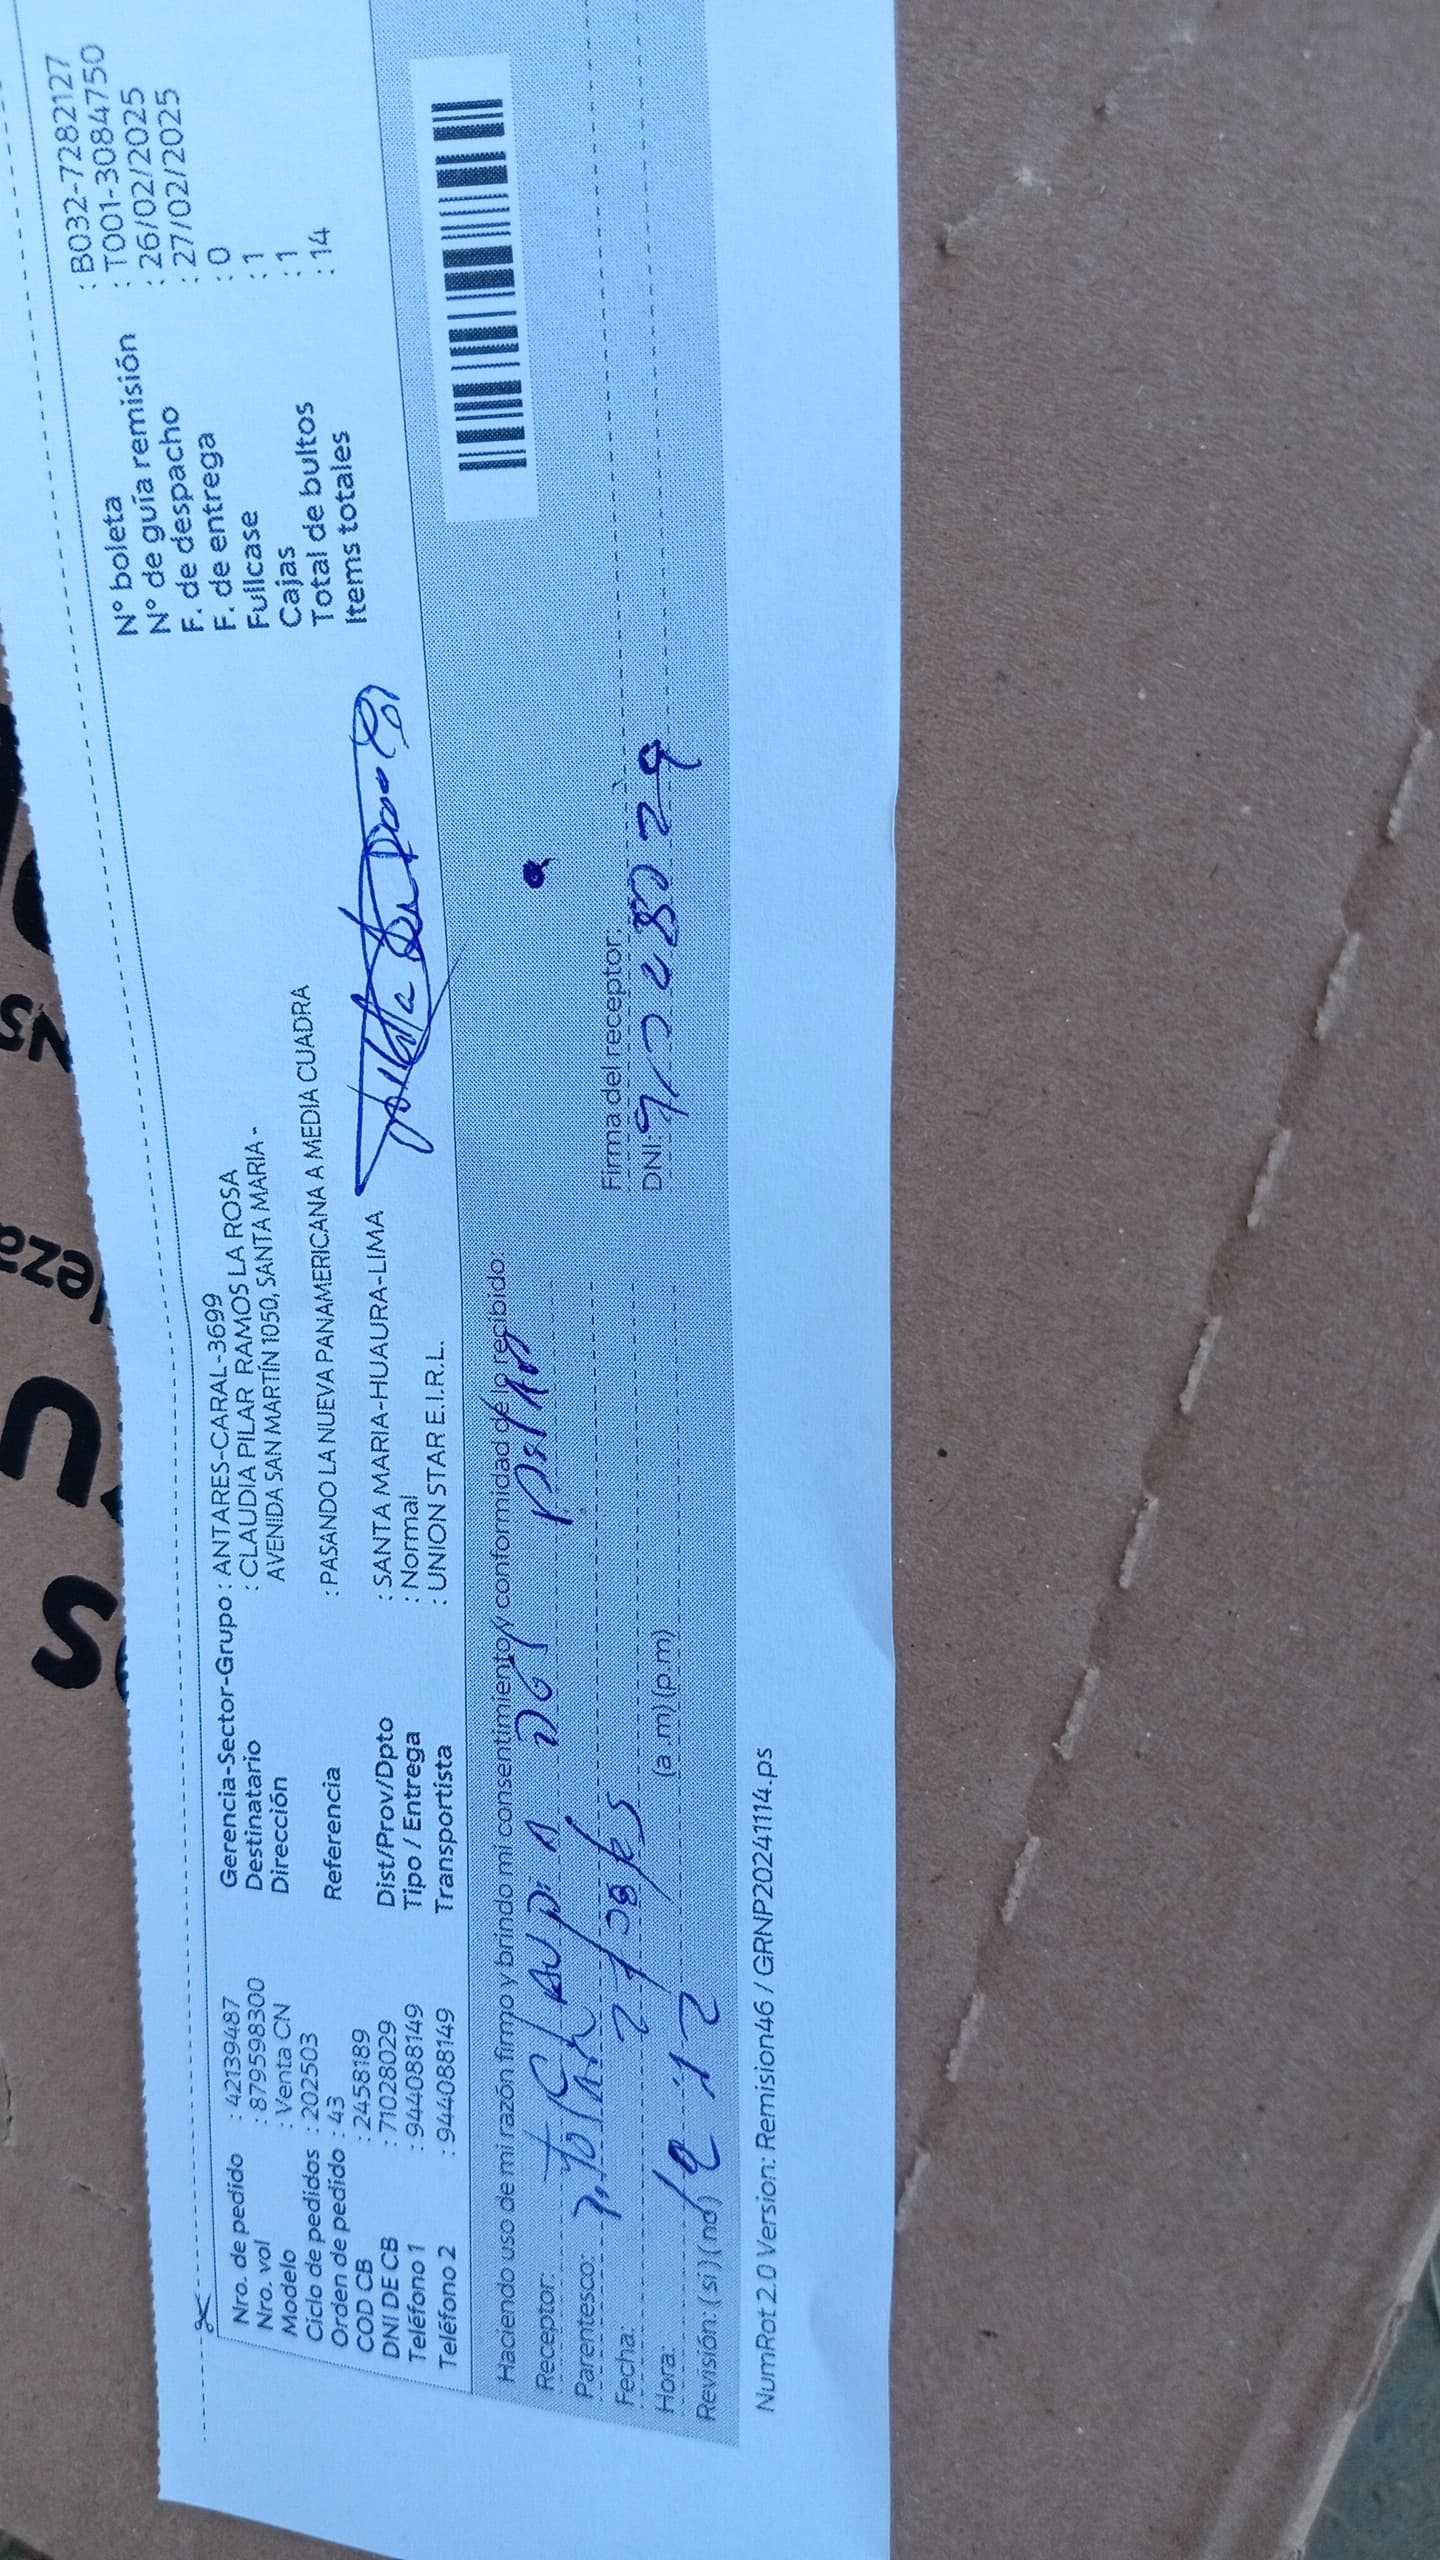 Nro. de pedido : 42139487
Nro. vol : 879598300
Modelo : Venta CN
Ciclo de pedidos : 202503
Orden de pedido : 43
COD CB : 2458189
DNI DE CB : 71028029
Teléfono 1 : 944088149
Teléfono 2 : 944088149
Gerencia-Sector-Grupo : ANTARES-CARAL-3699
Destinatario : CLAUDIA PILAR RAMOS LA ROSA
Dirección AVENIDA SAN MARTÍN 1050, SANTA MARIA -
Referencia : PASANDO LA NUEVA PANAMERICANA A MEDIA CUADRA
Dist/Prov/Dpto : SANTA MARIA-HUAURA-LIMA
Tipo / Entrega : Normal
Transportista : UNION STAR E.I.R.L.
N° boleta : B032-7282127
N° de guía remisión : T001-3084750
F. de despacho : 26/02/2025
F. de entrega : 27/02/2025
Fullcase : 0
Cajas : 1
Total de bultos : 1
Items totales : 14
Haciendo uso de mi razón firmo y brindo mi consentimiento y conformidad de lo recibido:
Receptor:
Parentesco:
Fecha:
Hora: (a.m)(p.m)
Revisión: (si)(no)
Firma del receptor:
DNI:
NumRot 2.0 Version: Remision46 / GRNP20241114.ps